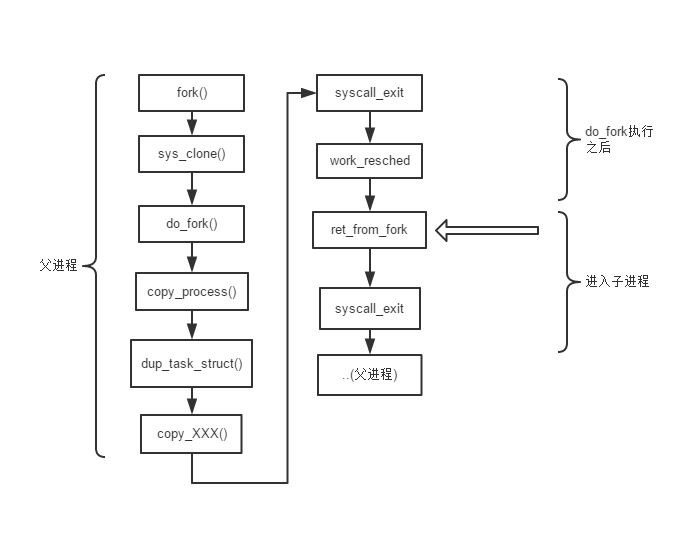 父进程
fork()
sys_clone()
do_fork()
copy_process()
dup_task_struct()
copy_XXX()
syscall_exit
work_resched
ret_from_fork
syscall_exit
..(父进程)
do_fork执行
之后
进入子进程